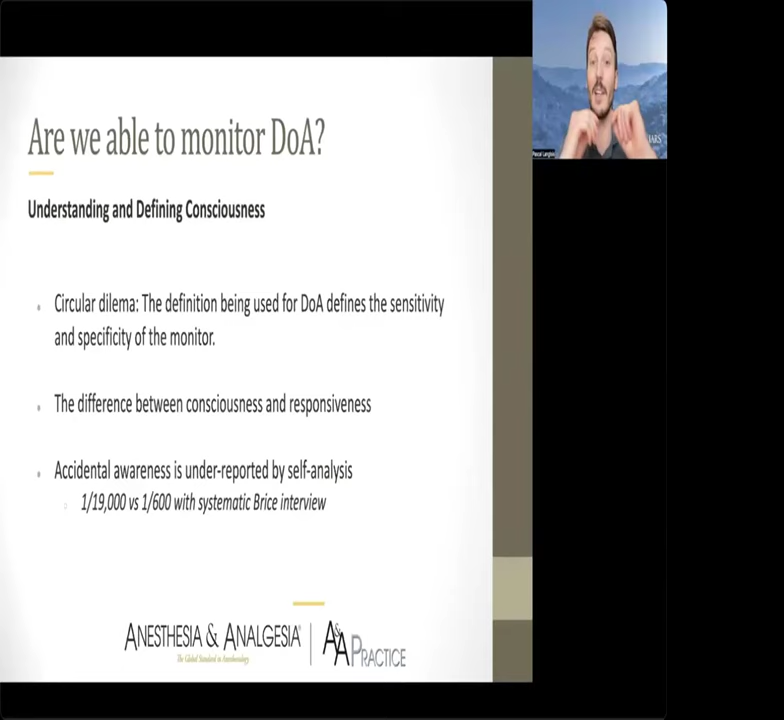 Are we able to monitor DoA?
Understanding and Defining Consciousness
Circular dilemma: The definition being used for DoA defines the sensitivity
and specificity of the monitor.
The difference between consciousness and responsiveness
Accidental awareness is under-reported by self-analysis
1/19,000 vs 1/600 with systematic Brice interview
ANESTHESIA & ANALGESIA
The Global Standard in Anesthesiology
A&A PRACTICE
IARS